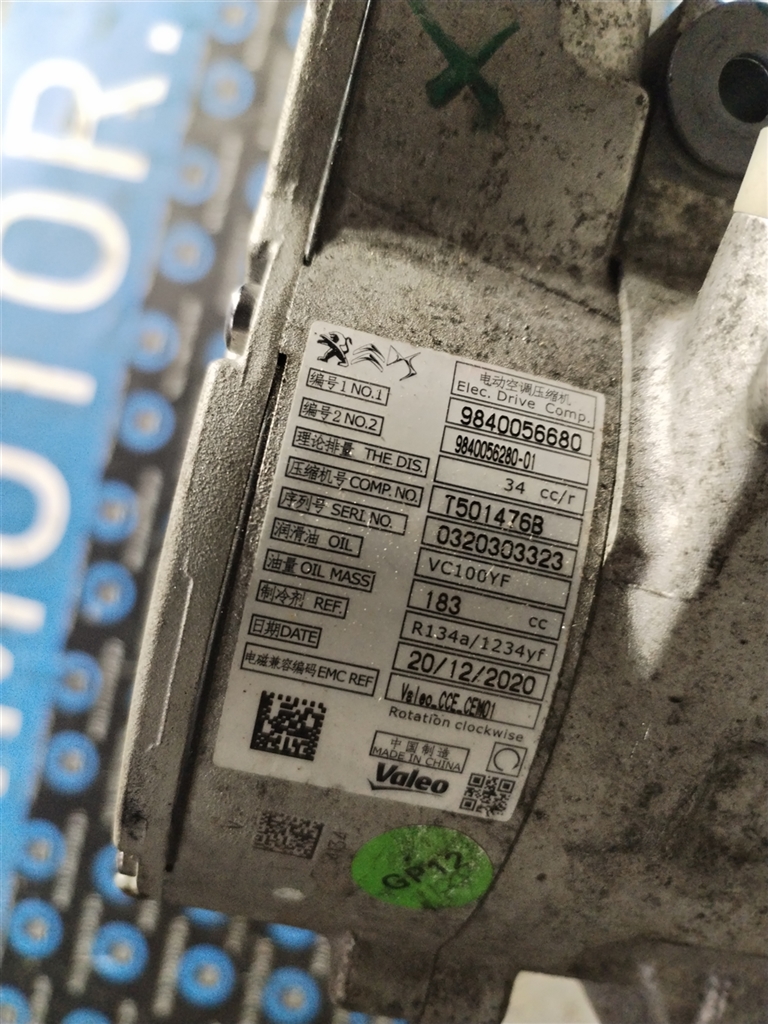 电动空调压缩机
Elec. Drive Comp.
编号1 NO.1 9840056680
编号2 NO.2 9840056280-01
理论排量 THE DIS. 34 cc/r
压缩机号 COMP.NO. T501476B
序列号 SERI NO. 0320303323
润滑油 OIL VC100YF
油量 OIL MASS 183 cc
制冷剂 REF. R134a/1234yf
日期DATE 20/12/2020
电磁兼容编码EMC REF Valeo_CCE_CEM01
Rotation clockwise
中国制造
MADE IN CHINA
Valeo
GP12